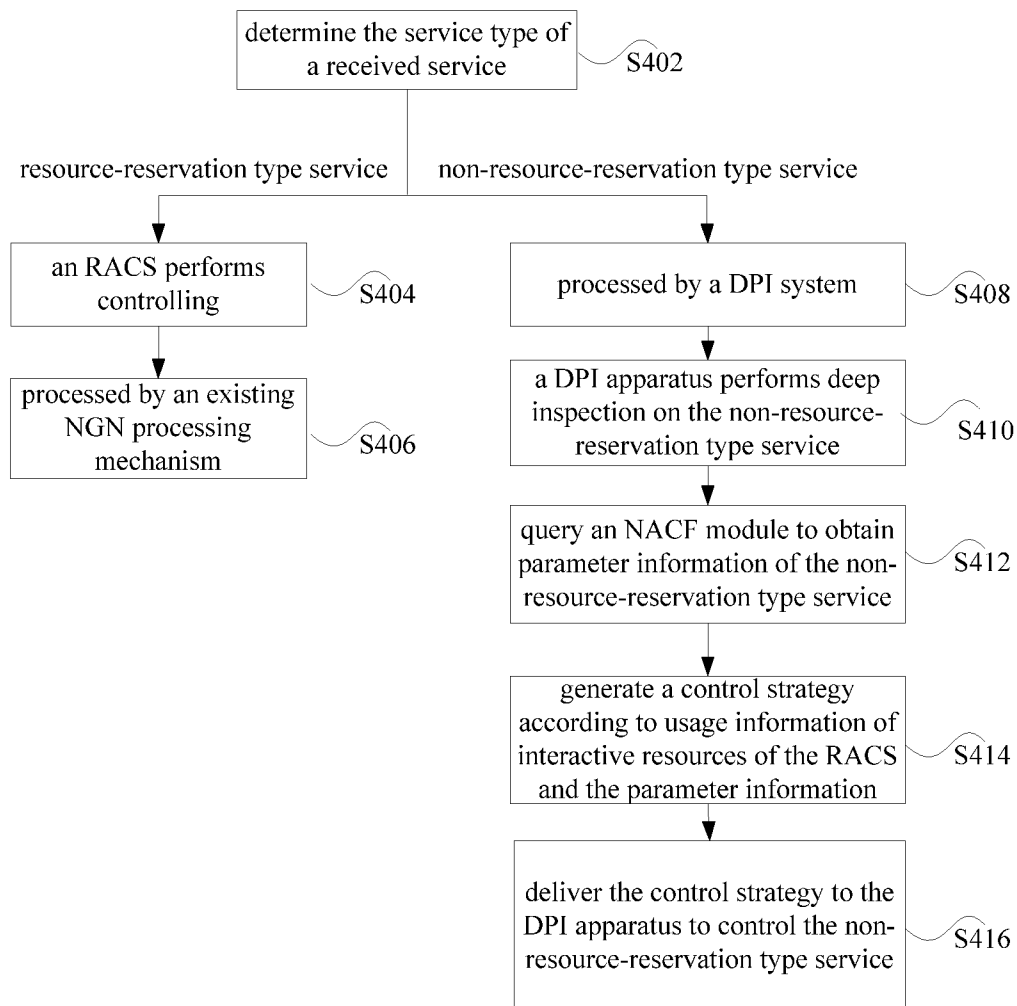 determine the service type of
a received service
S402
resource-reservation type service
non-resource-reservation type service
an RACS performs
controlling
S404
processed by an existing
NGN processing
mechanism
S406
processed by a DPI system
S408
a DPI apparatus performs deep
inspection on the non-resource-
reservation type service
S410
query an NACF module to obtain
parameter information of the non-
resource-reservation type service
S412
generate a control strategy
according to usage information of
interactive resources of the RACS
and the parameter information
S414
deliver the control strategy to the
DPI apparatus to control the non-
resource-reservation type service
S416